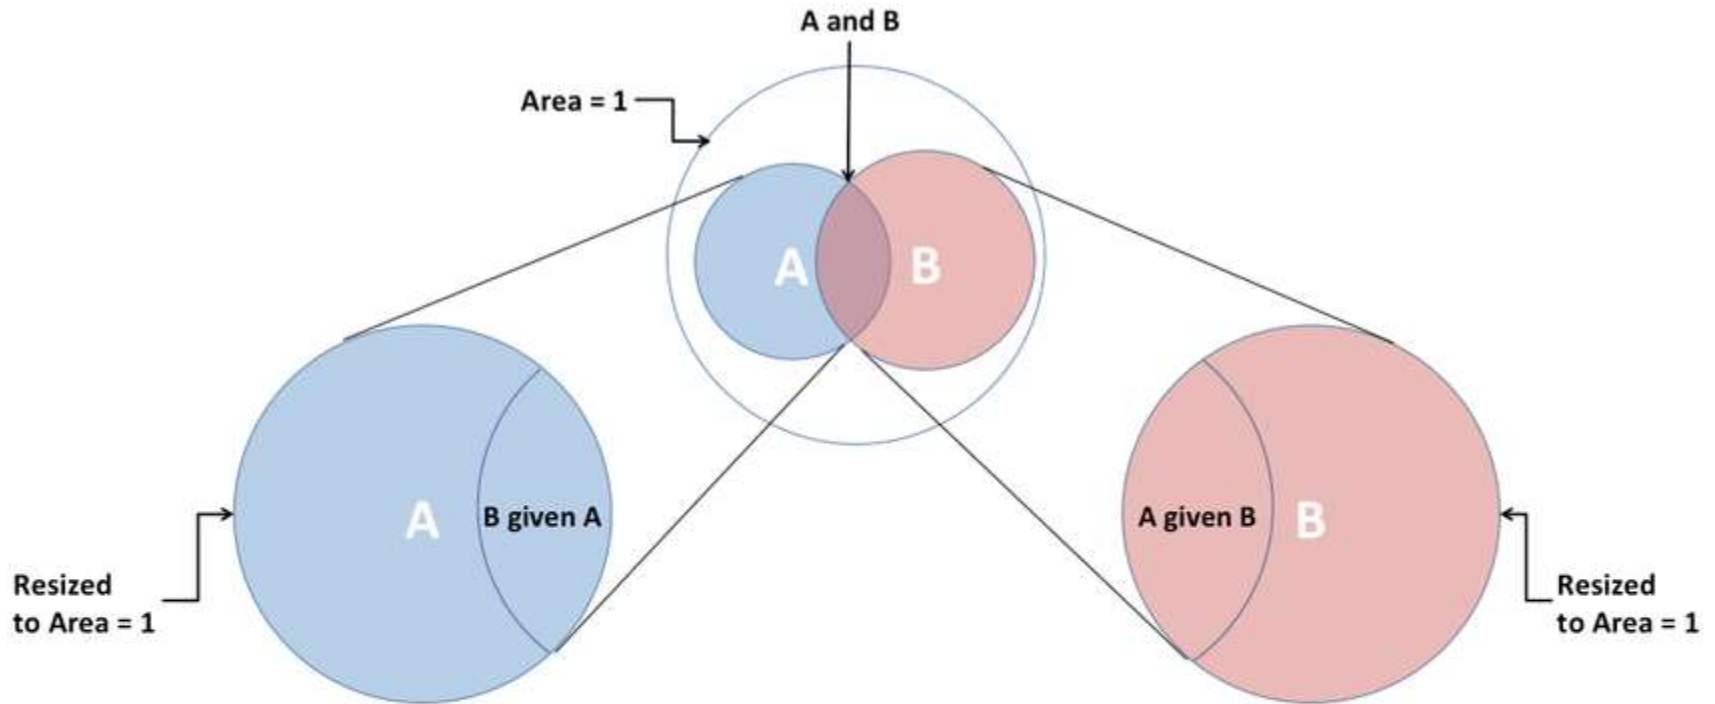 A and B
Area = 1
A
B
A
B given A
A given B
B
Resized
to Area = 1
Resized
to Area = 1